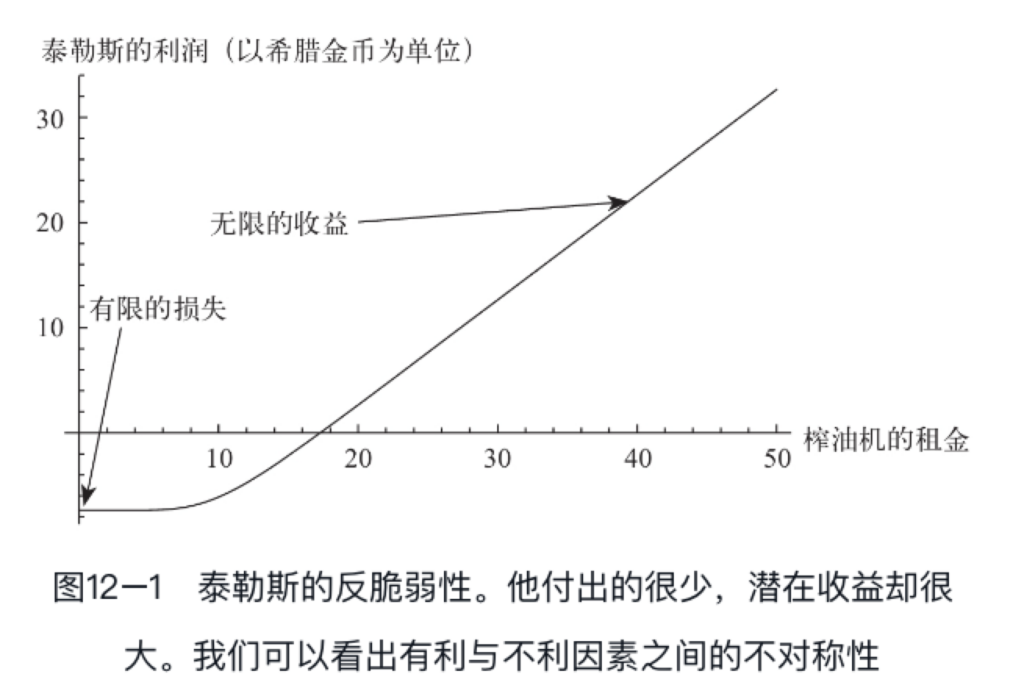 泰勒斯的利润（以希腊金币为单位）
30
无限的收益
20
有限的损失
10
榨油机的租金
10 20 30 40 50
图12—1 泰勒斯的反脆弱性。他付出的很少，潜在收益却很
大。我们可以看出有利与不利因素之间的不对称性